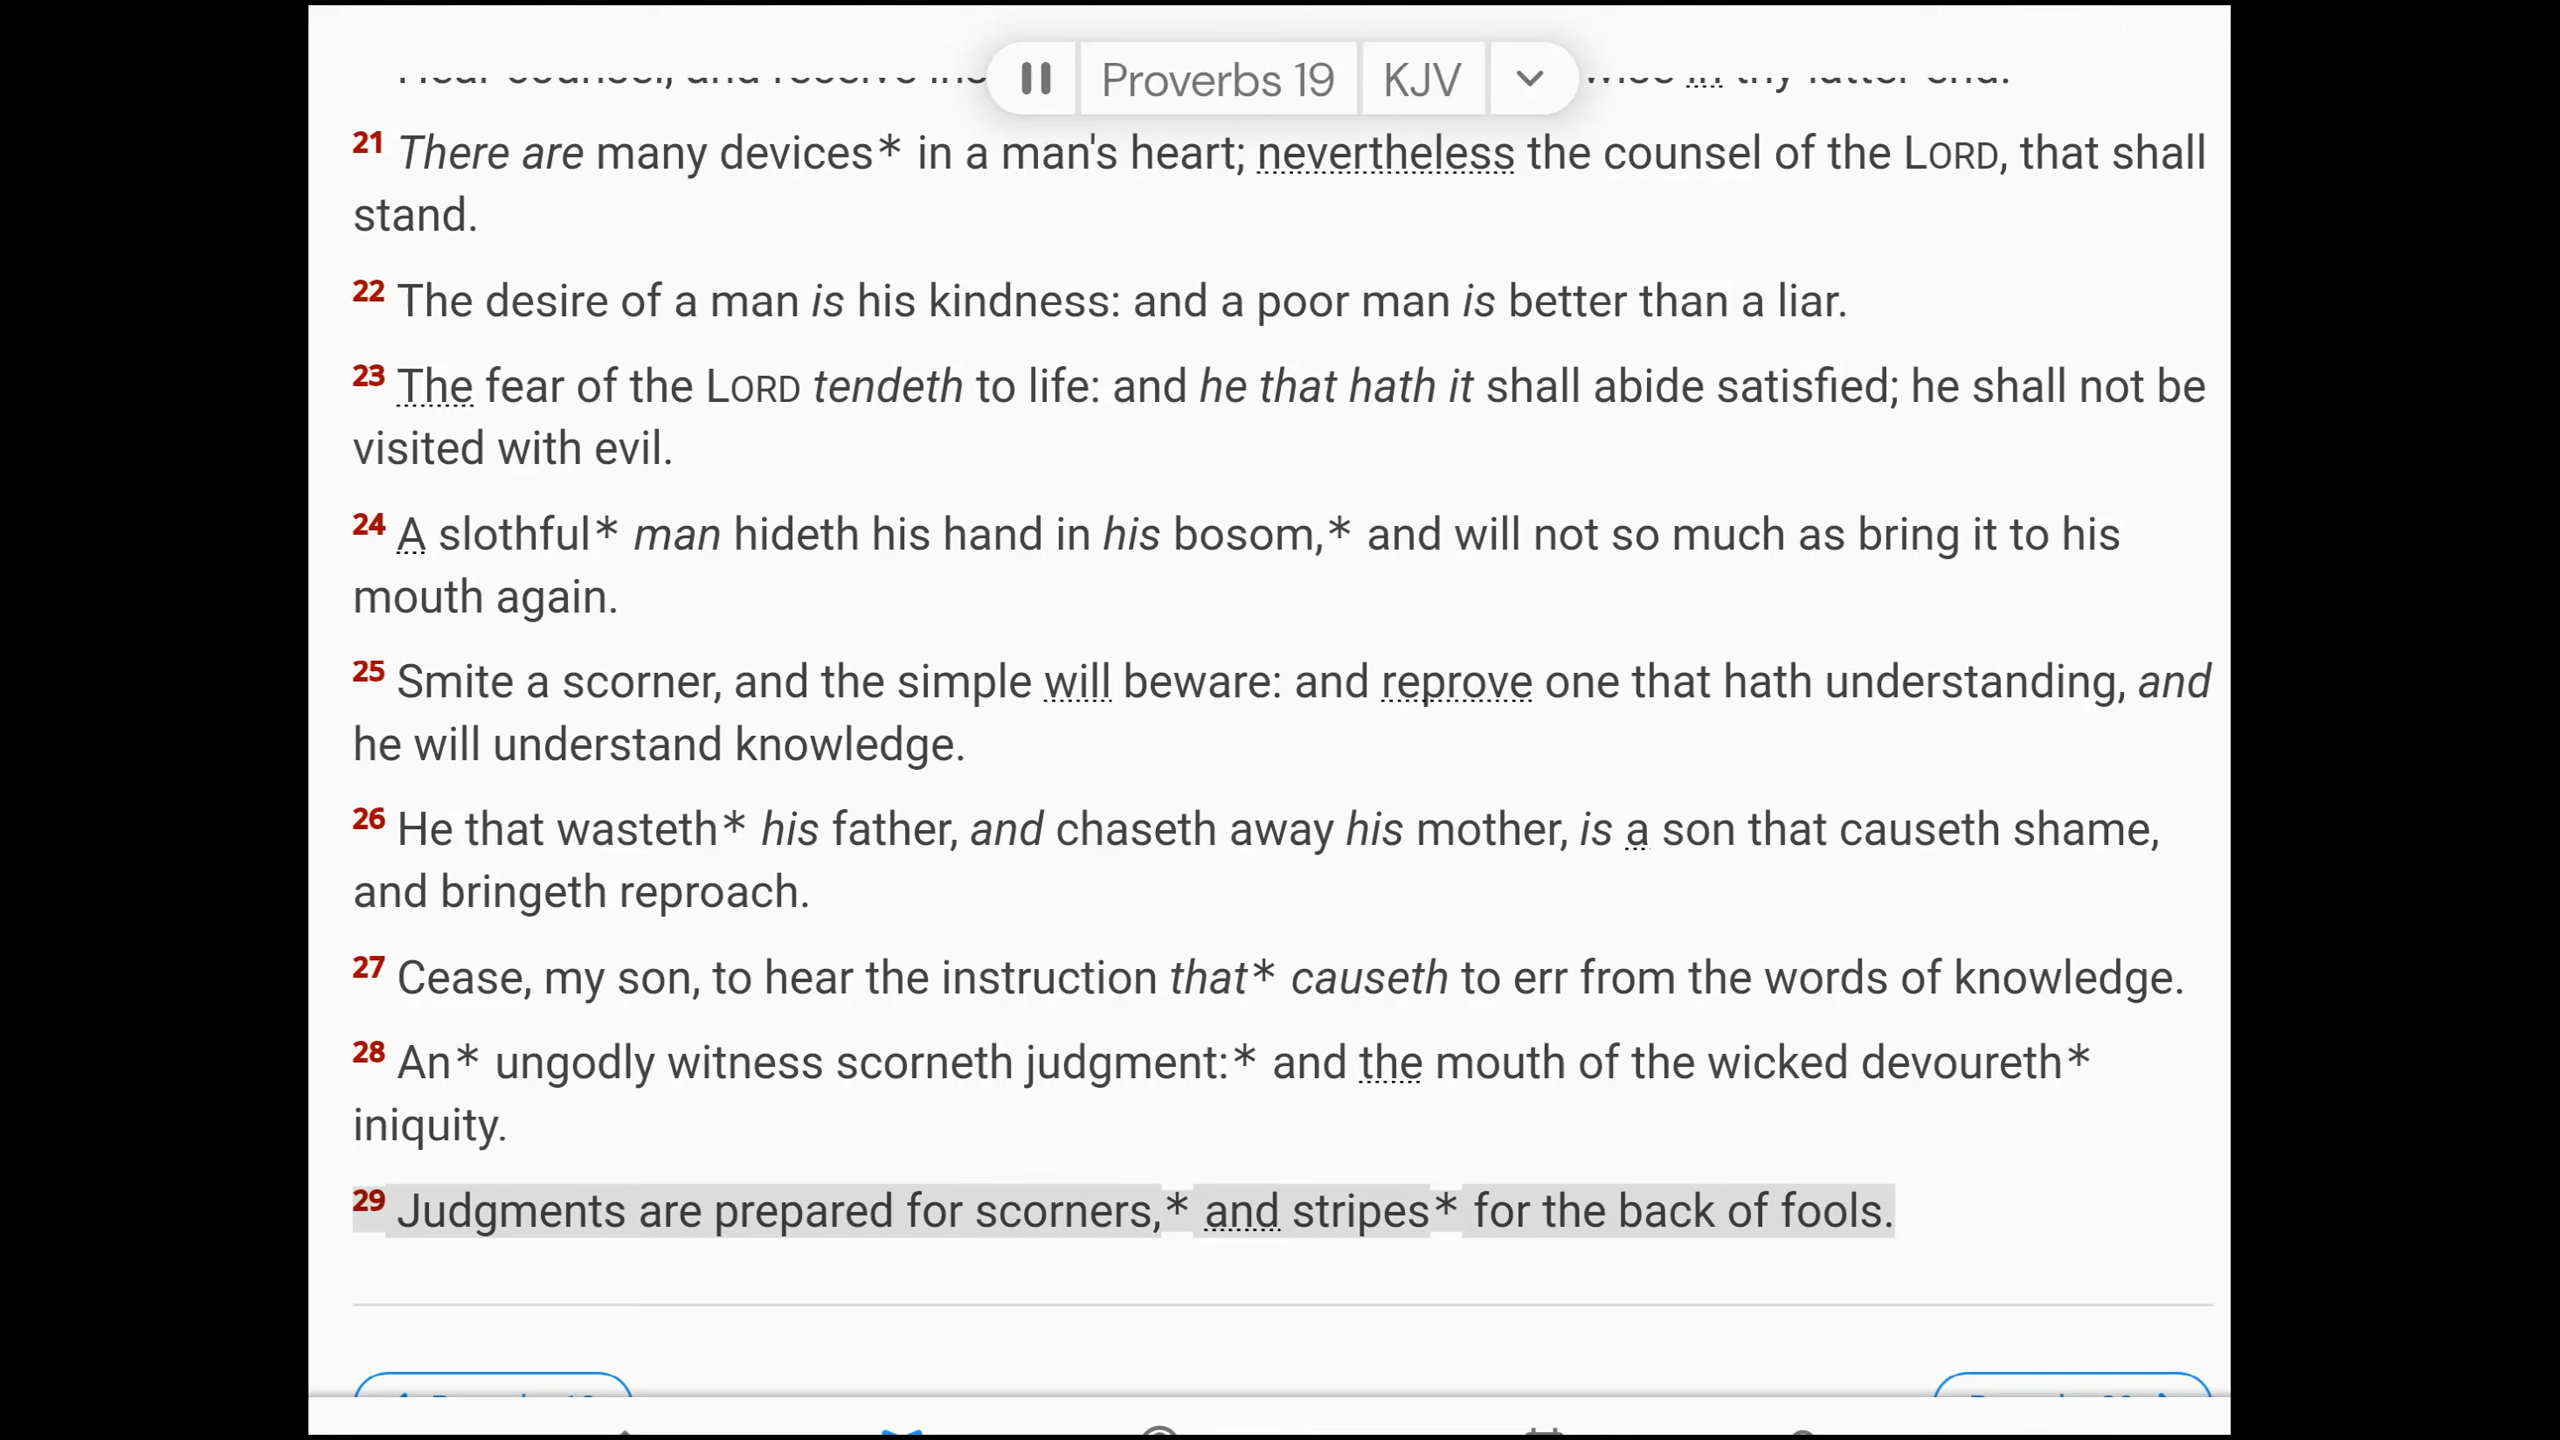 Proverbs 19 KJV
21 There are many devices* in a man's heart; nevertheless the counsel of the LORD, that shall
stand.
22 The desire of a man is his kindness: and a poor man is better than a liar.
23 The fear of the LORD tendeth to life: and he that hath it shall abide satisfied; he shall not be
visited with evil.
24 A slothful* man hideth his hand in his bosom,* and will not so much as bring it to his
mouth again.
25 Smite a scorner, and the simple will beware: and reprove one that hath understanding, and
he will understand knowledge.
26 He that wasteth* his father, and chaseth away his mother, is a son that causeth shame,
and bringeth reproach.
27 Cease, my son, to hear the instruction that* causeth to err from the words of knowledge.
28 An* ungodly witness scorneth judgment:* and the mouth of the wicked devoureth*
iniquity.
29 Judgments are prepared for scorners,* and stripes* for the back of fools.